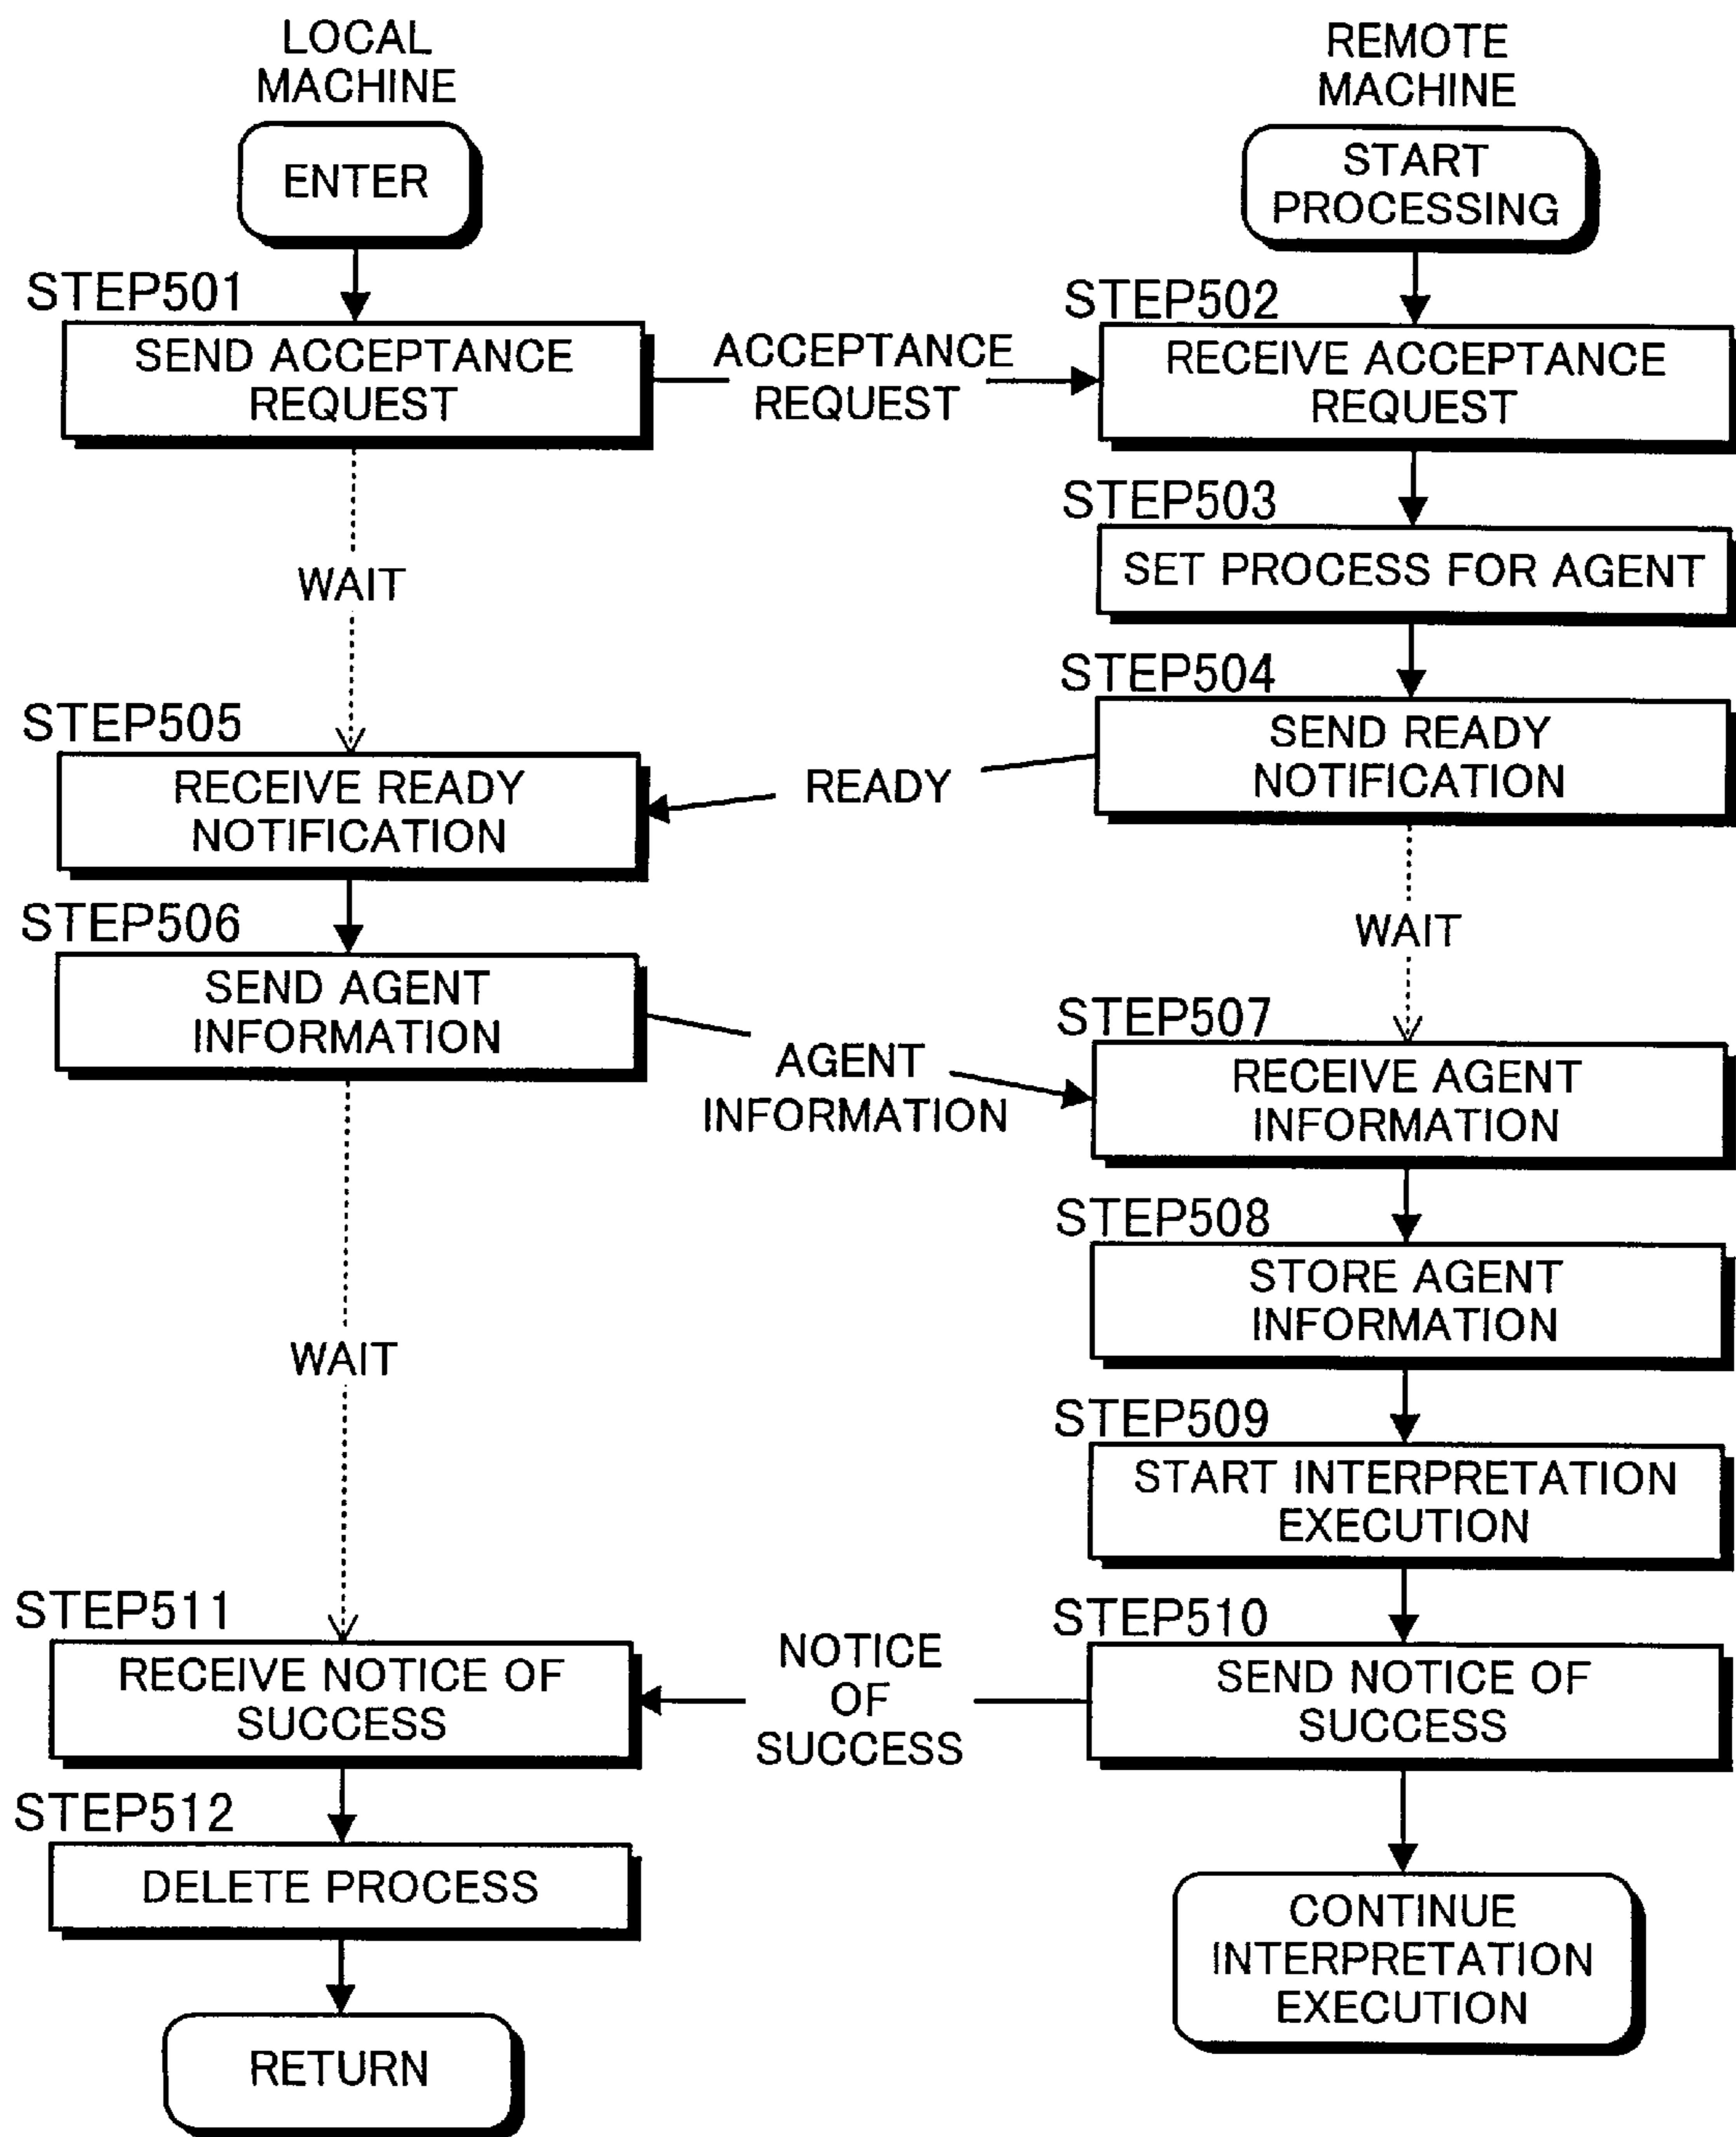 LOCAL
MACHINE
REMOTE
MACHINE
ENTER
START
PROCESSING
STEP501
SEND ACCEPTANCE
REQUEST
ACCEPTANCE
REQUEST
STEP502
RECEIVE ACCEPTANCE
REQUEST
STEP503
SET PROCESS FOR AGENT
WAIT
STEP504
SEND READY
NOTIFICATION
READY
STEP505
RECEIVE READY
NOTIFICATION
STEP506
SEND AGENT
INFORMATION
WAIT
AGENT
INFORMATION
STEP507
RECEIVE AGENT
INFORMATION
STEP508
STORE AGENT
INFORMATION
WAIT
STEP509
START INTERPRETATION
EXECUTION
STEP510
SEND NOTICE OF
SUCCESS
NOTICE
OF
SUCCESS
STEP511
RECEIVE NOTICE OF
SUCCESS
STEP512
DELETE PROCESS
CONTINUE
INTERPRETATION
EXECUTION
RETURN